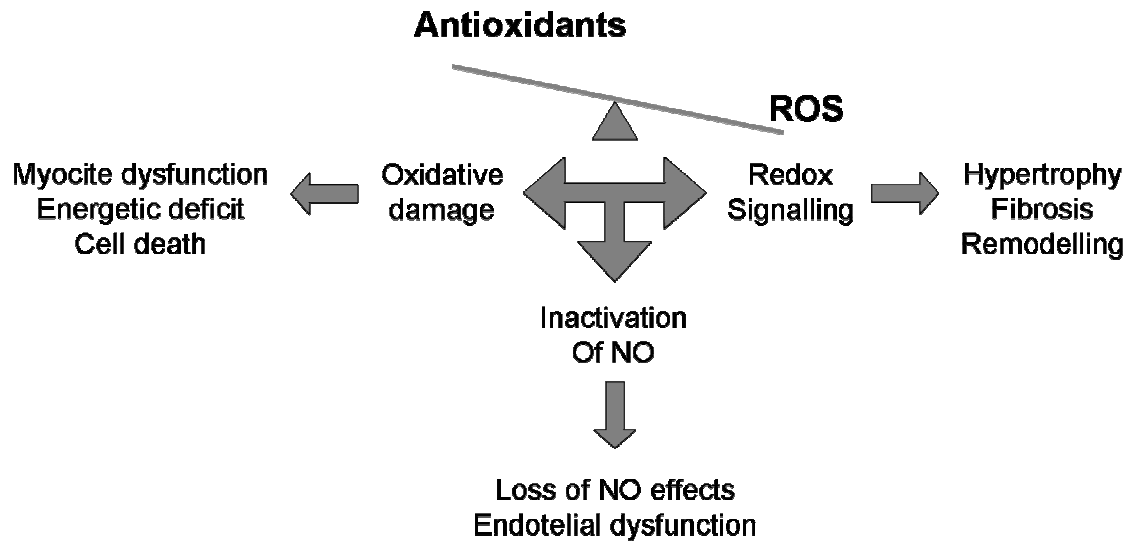 Antioxidants
ROS
Myocite dysfunction
Energetic deficit
Cell death
Oxidative
damage
Redox
Signalling
Hypertrophy
Fibrosis
Remodelling
Inactivation
Of NO
Loss of NO effects
Endotelial dysfunction